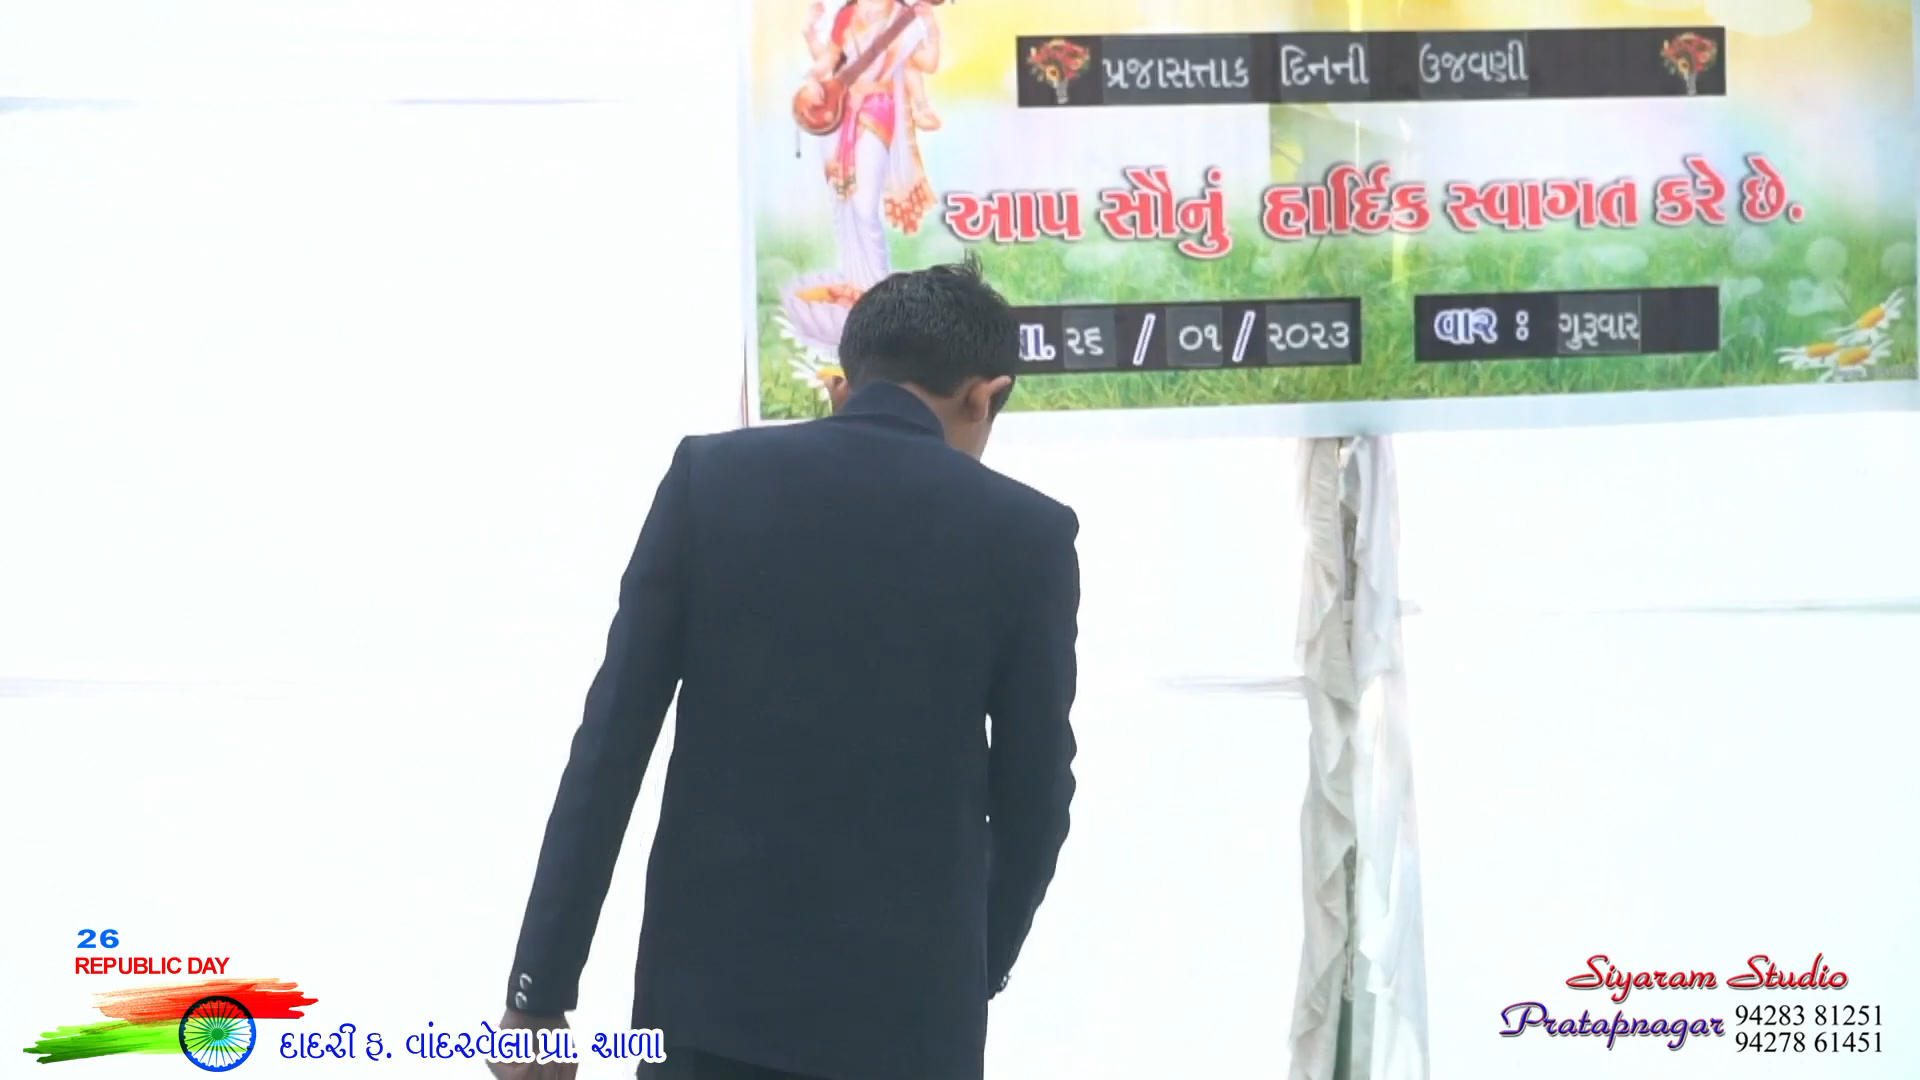 પ્રજાસત્તાક દિનની ઉજવણી
આપ સૌનું હાર્દિક સ્વાગત કરે છે.
તા. ૨૬ / ૦૧ / ૨૦૨૩
વાર : ગુરૂવાર
26
REPUBLIC DAY
દાદરી ફ. વાંદરવેલા પ્રા. શાળા
Siyaram Studio
Pratapnagar 94283 81251
94278 61451